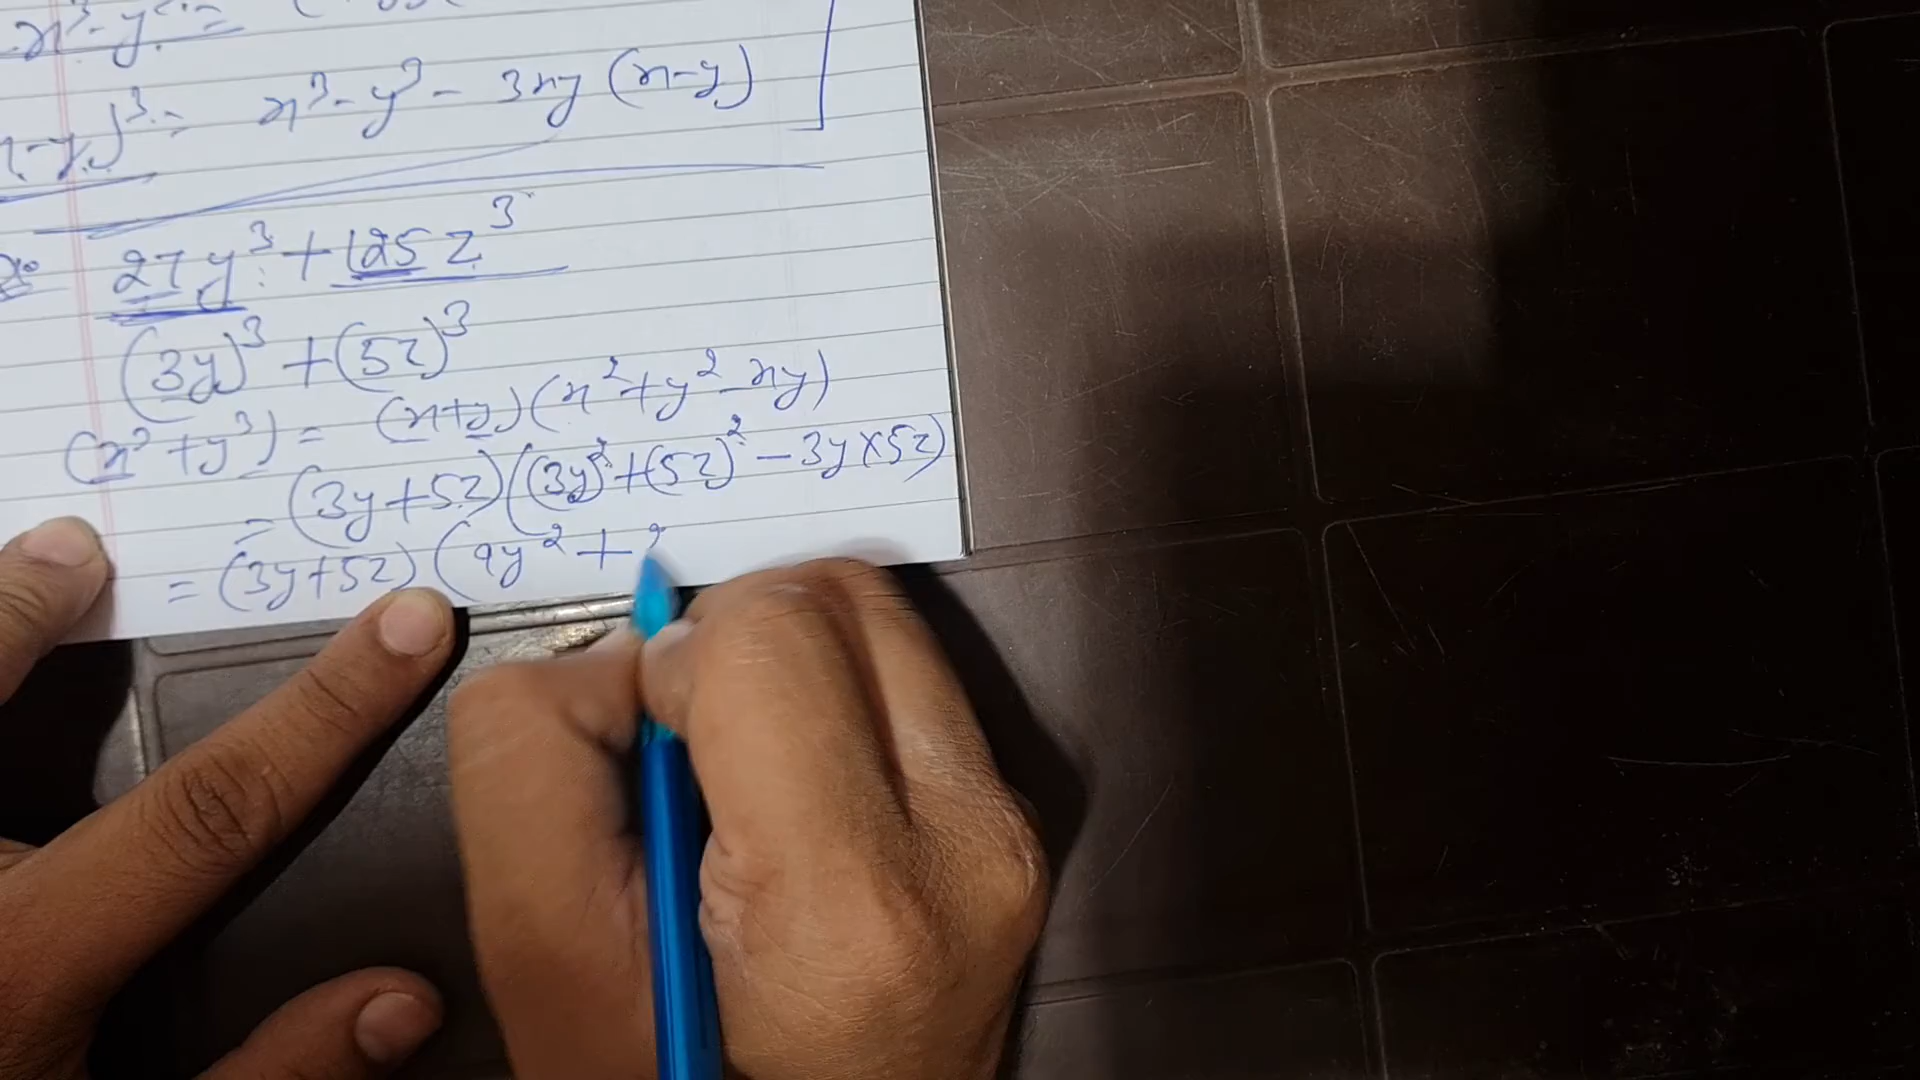 x³-y³=
-y)³= x³-y³- 3xy (x-y)
27y³+125z³
(3y)³+(5z)³
(x³+y³)= (x+y)(x²+y²-xy)
=(3y+5z)((3y)²+(5z)²-3y×5z)
=(3y+5z)(9y²+2